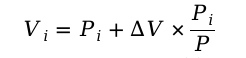 V_i = P_i + ΔV × P_i / P